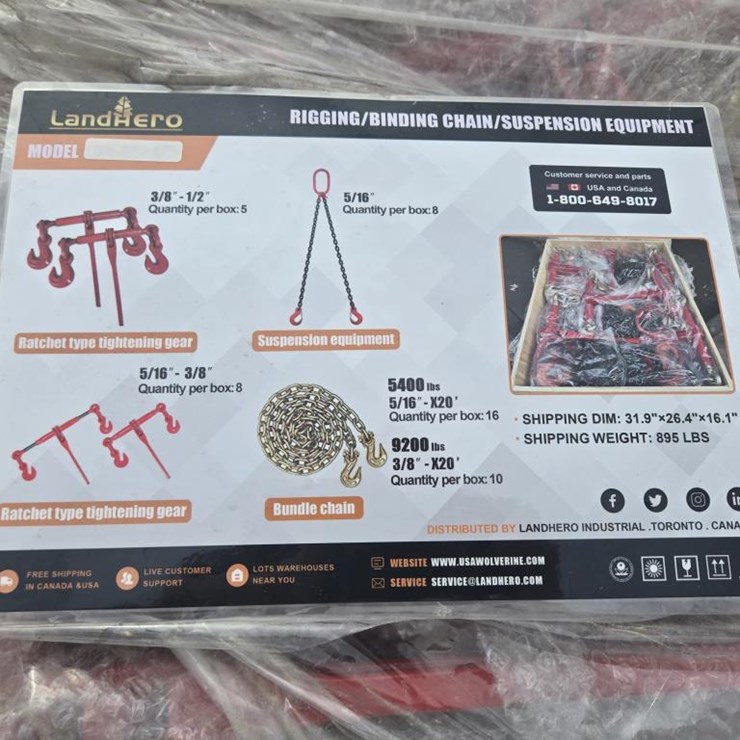 LandHero
RIGGING/BINDING CHAIN/SUSPENSION EQUIPMENT
MODEL
Customer service and parts
USA and Canada
1-800-649-8017
3/8" - 1/2"
Quantity per box: 5
5/16"
Quantity per box: 8
Ratchet type tightening gear
Suspension equipment
5/16" - 3/8"
Quantity per box: 8
5400 lbs
5/16" -X20'
Quantity per box: 16
9200 lbs
3/8" -X20'
Quantity per box: 10
Ratchet type tightening gear
Bundle chain
· SHIPPING DIM: 31.9"×26.4"×16.1"
· SHIPPING WEIGHT: 895 LBS
f
in
DISTRIBUTED BY LANDHERO INDUSTRIAL .TORONTO . CANA
FREE SHIPPING
IN CANADA &USA
LIVE CUSTOMER
SUPPORT
LOTS WAREHOUSES
NEAR YOU
WEBSITE WWW.USAWOLVERINE.COM
SERVICE SERVICE@LANDHERO.COM